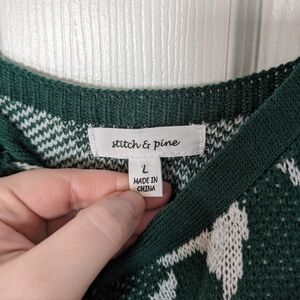 stitch & pine
L
MADE IN
CHINA